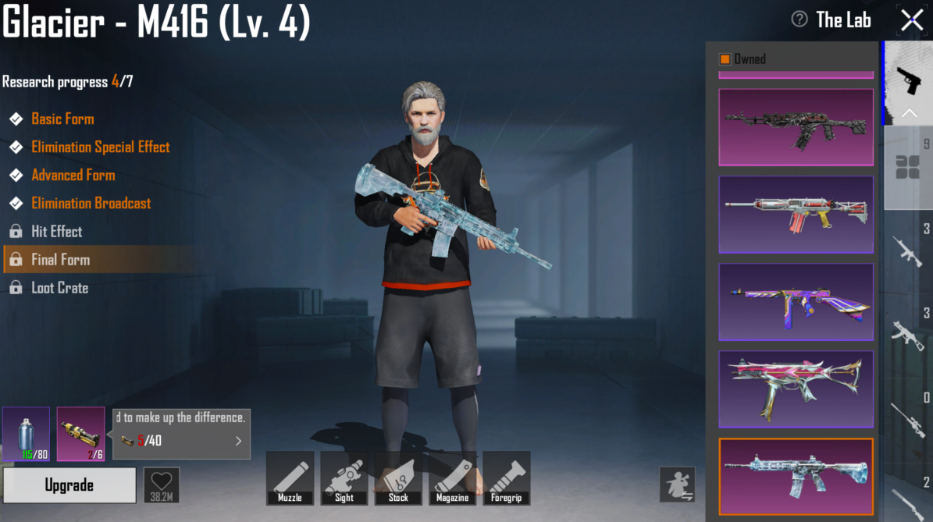 Glacier - M416 (Lv. 4)
The Lab
Research progress 4/7
Basic Form
Elimination Special Effect
Advanced Form
Elimination Broadcast
Hit Effect
Final Form
Loot Crate
Owned
9
3
3
0
2
115/80
2/6
d to make up the difference.
5/40
Upgrade
38.2M
Muzzle
Sight
Stock
Magazine
Foregrip